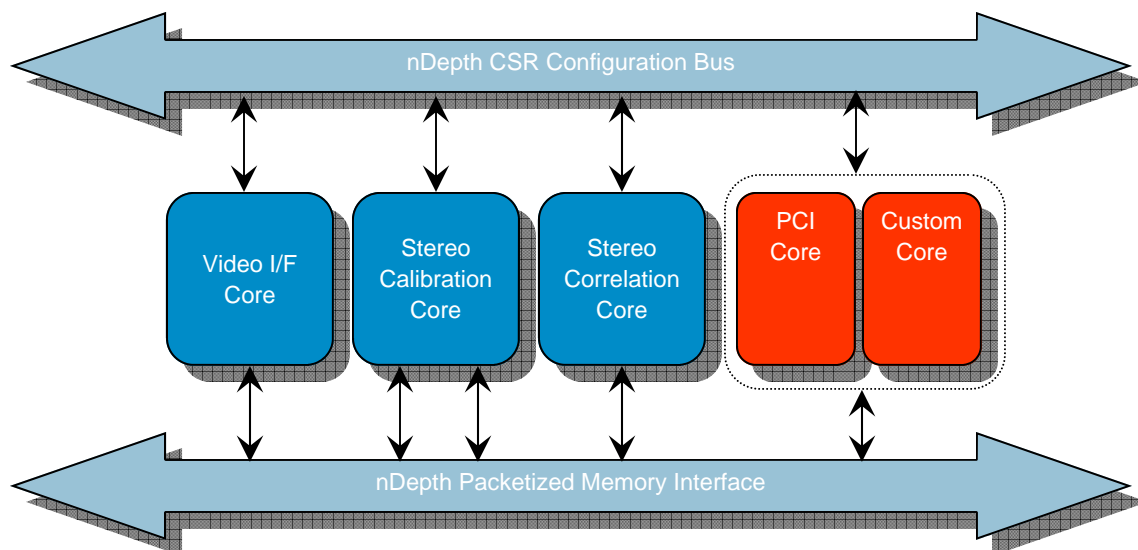 nDepth CSR Configuration Bus
Video I/F
Core
Stereo
Calibration
Core
Stereo
Correlation
Core
PCI
Core
Custom
Core
nDepth Packetized Memory Interface